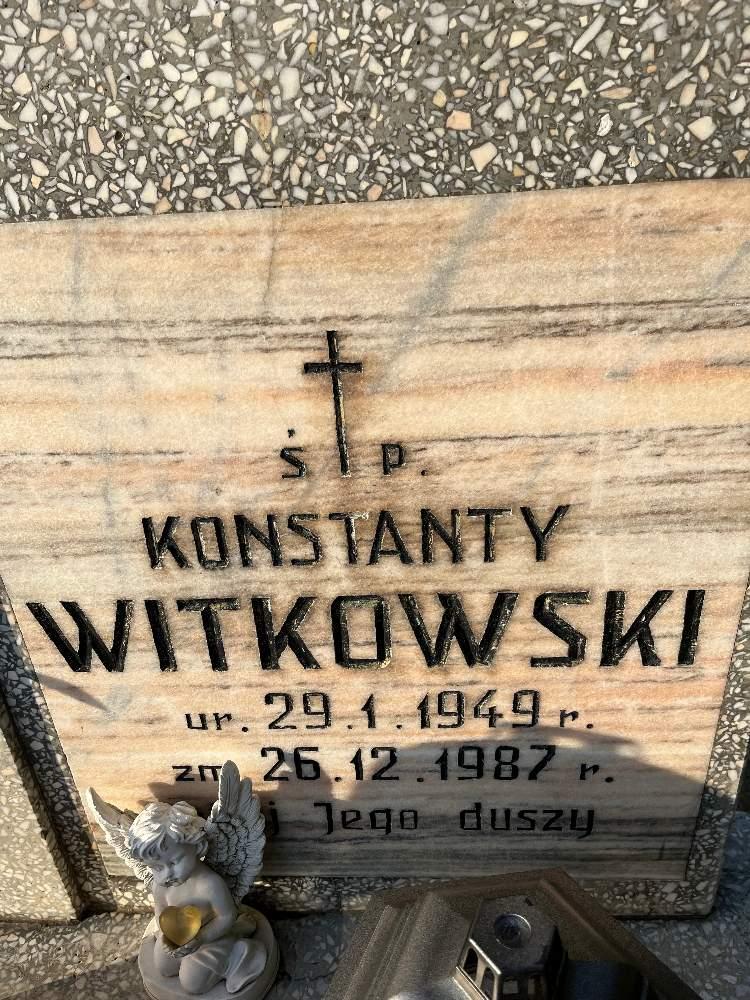 ś p.
KONSTANTY
WITKOWSKI
ur. 29.1.1949 r.
zm 26.12.1987 r.
Jego duszy